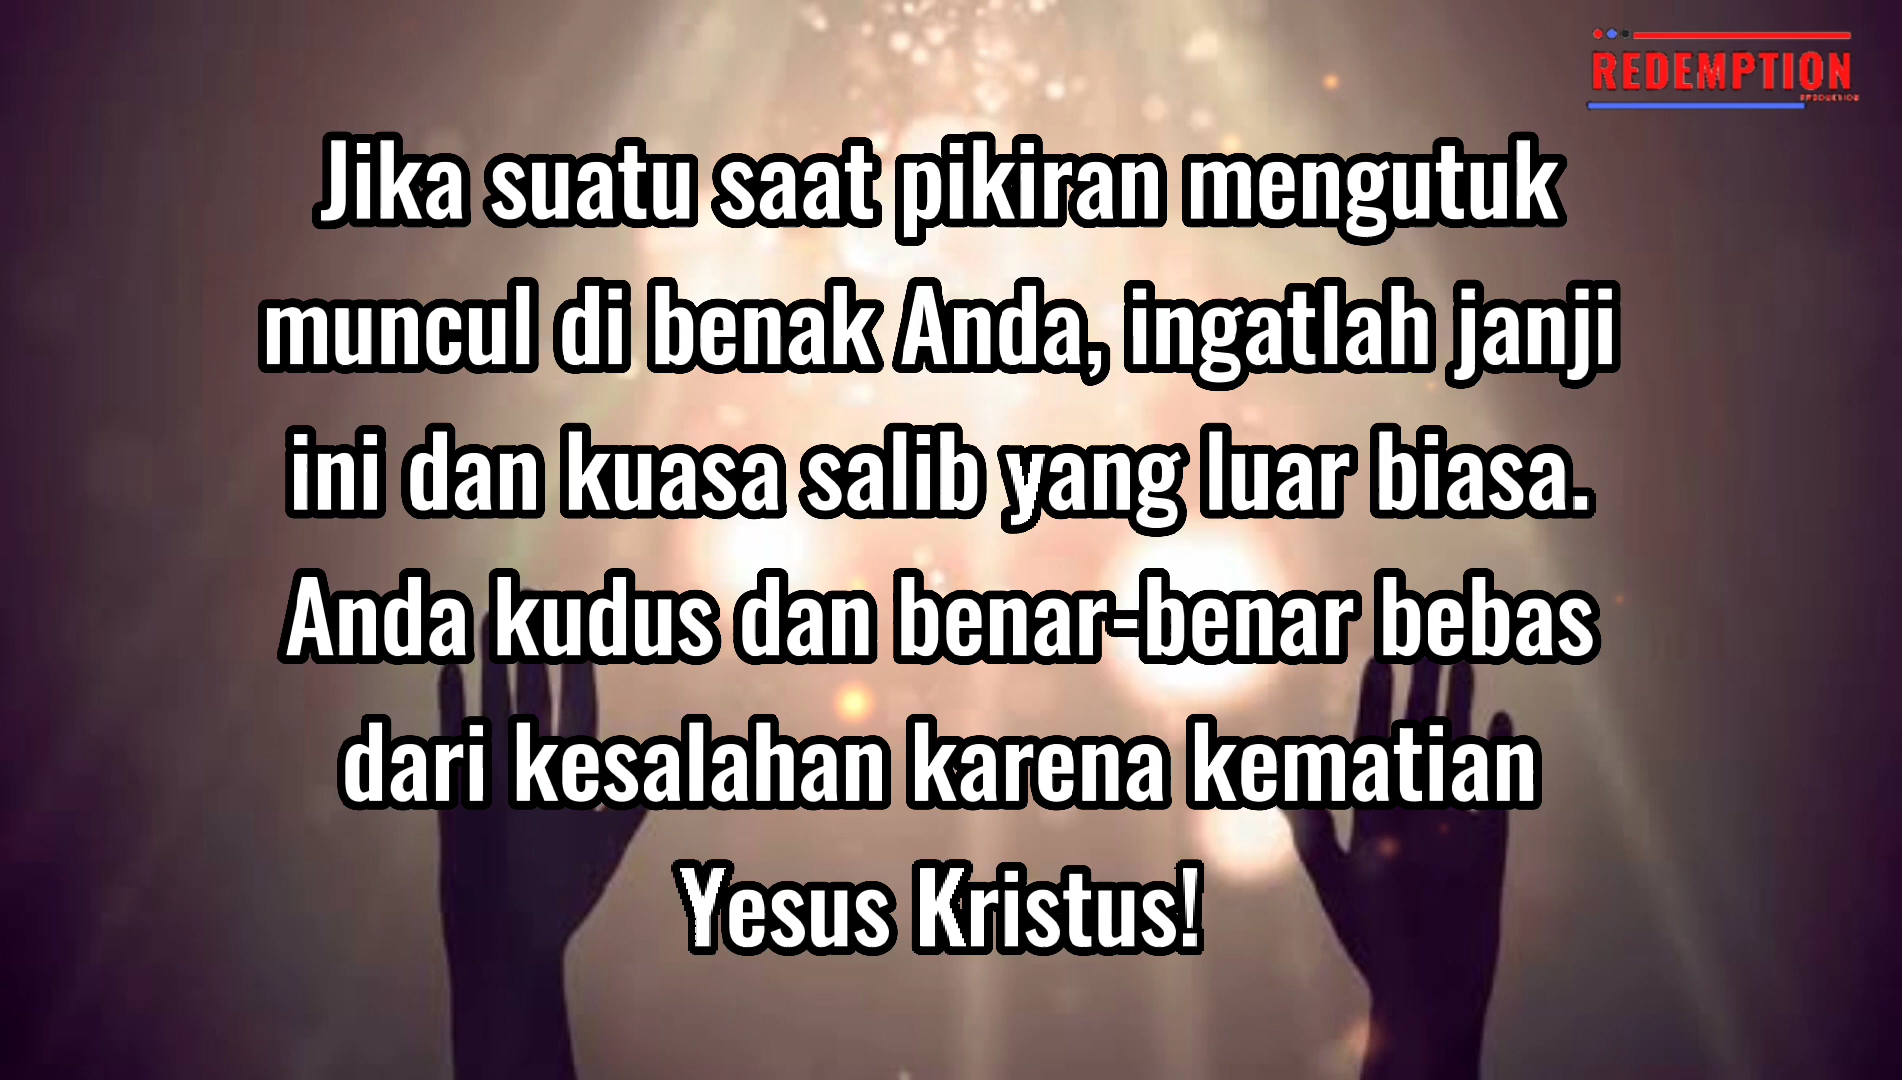 REDEMPTION
PRODUCTION
Jika suatu saat pikiran mengutuk
muncul di benak Anda, ingatlah janji
ini dan kuasa salib yang luar biasa.
Anda kudus dan benar-benar bebas
dari kesalahan karena kematian
Yesus Kristus!